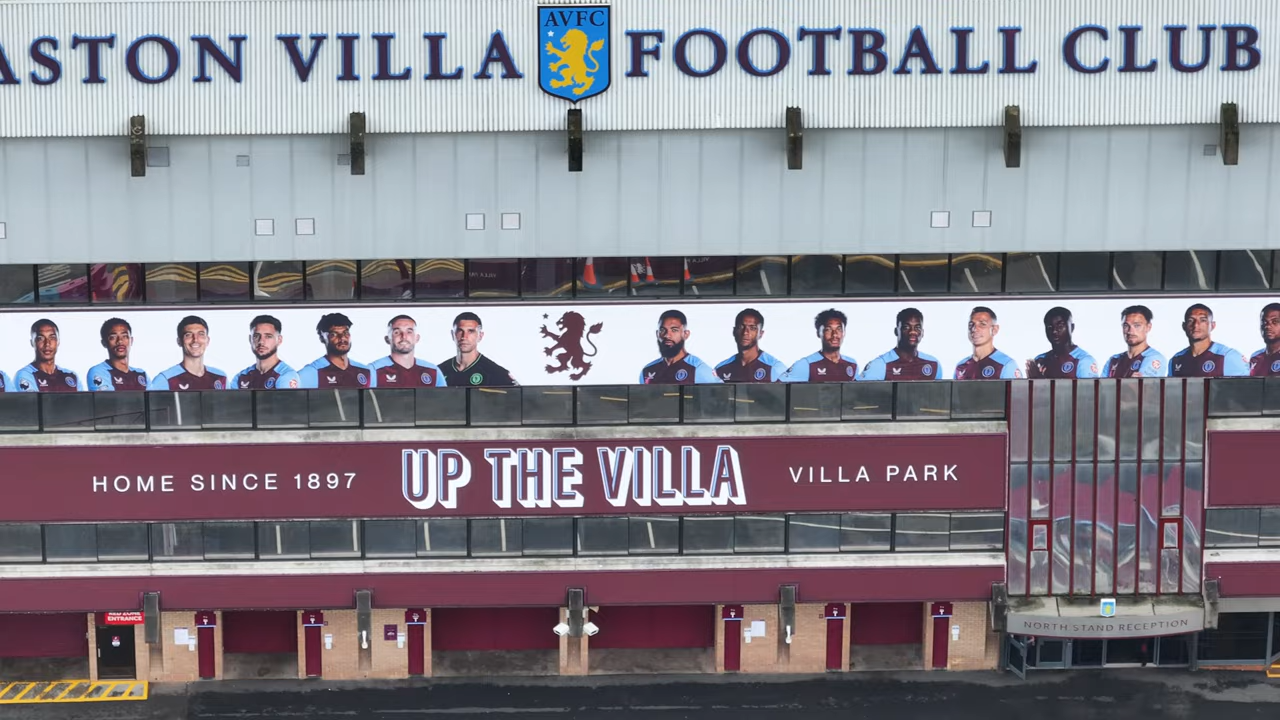 ASTON VILLA AVFC FOOTBALL CLUB
HOME SINCE 1897 UP THE VILLA VILLA PARK
ENTRANCE
NORTH STAND RECEPTION